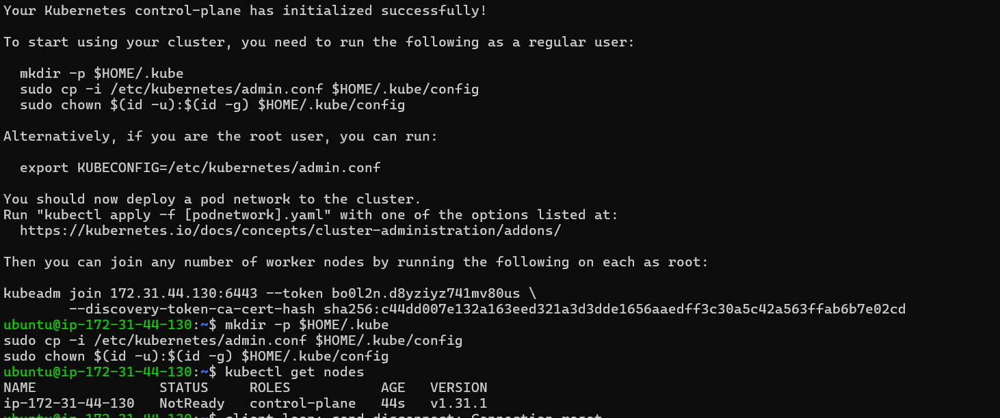 Your Kubernetes control-plane has initialized successfully!
To start using your cluster, you need to run the following as a regular user:
mkdir -p $HOME/.kube
sudo cp -i /etc/kubernetes/admin.conf $HOME/.kube/config
sudo chown $(id -u):$(id -g) $HOME/.kube/config
Alternatively, if you are the root user, you can run:
export KUBECONFIG=/etc/kubernetes/admin.conf
You should now deploy a pod network to the cluster.
Run "kubectl apply -f [podnetwork].yaml" with one of the options listed at:
https://kubernetes.io/docs/concepts/cluster-administration/addons/
Then you can join any number of worker nodes by running the following on each as root:
kubeadm join 172.31.44.130:6443 --token bo0l2n.d8yziyz741mv80us \
--discovery-token-ca-cert-hash sha256:c44dd007e132a163eed321a3d3dde1656aaedff3c30a5c42a563ffab6b7e02cd
ubuntu@ip-172-31-44-130:~$ mkdir -p $HOME/.kube
sudo cp -i /etc/kubernetes/admin.conf $HOME/.kube/config
sudo chown $(id -u):$(id -g) $HOME/.kube/config
ubuntu@ip-172-31-44-130:~$ kubectl get nodes
NAME STATUS ROLES AGE VERSION
ip-172-31-44-130 NotReady control-plane 44s v1.31.1
ubuntu@ip-172-31-44-130:~$ client_loop: send disconnect: Connection reset